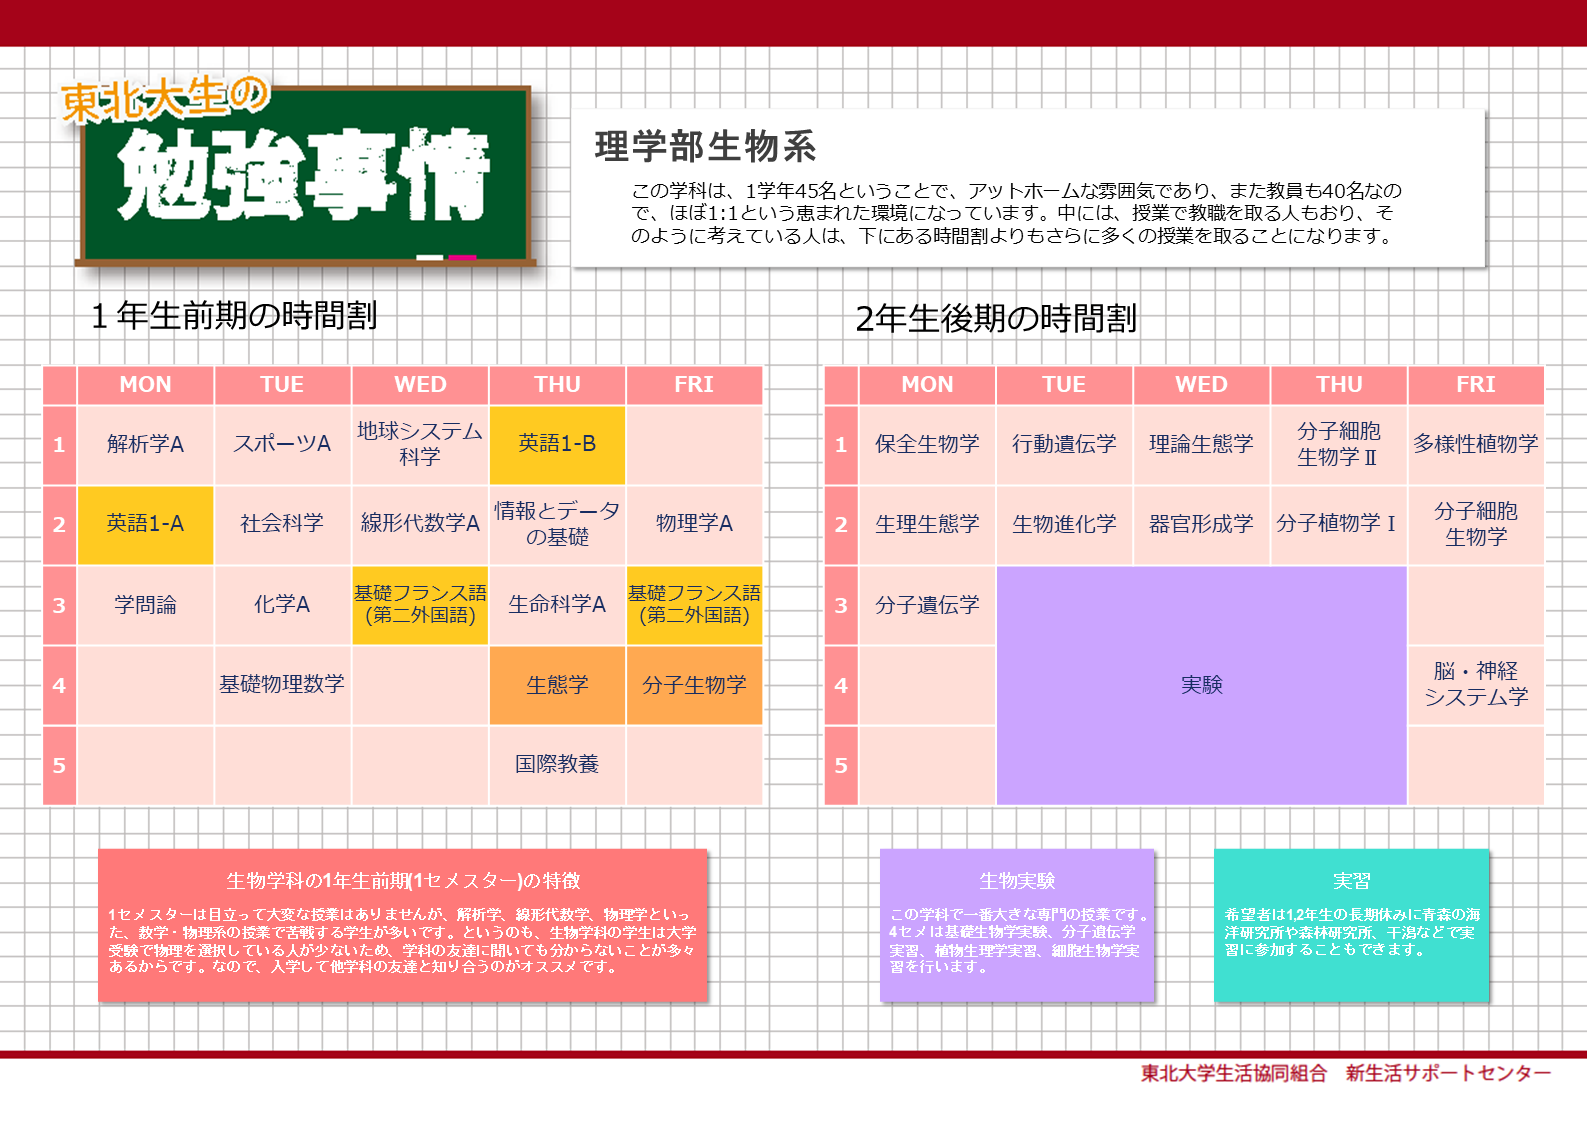 東北大生の
勉強事情
理学部生物系
この学科は、1学年45名ということで、アットホームな雰囲気であり、また教員も40名なの
で、ほぼ1:1という恵まれた環境になっています。中には、授業で教職を取る人もおり、そ
のように考えている人は、下にある時間割よりもさらに多くの授業を取ることになります。
１年生前期の時間割
MON TUE WED THU FRI
1 解析学A スポーツA 地球システム
科学 英語1-B
2 英語1-A 社会科学 線形代数学A 情報とデータ
の基礎 物理学A
3 学問論 化学A 基礎フランス語
(第二外国語) 生命科学A 基礎フランス語
(第二外国語)
4 基礎物理数学 生態学 分子生物学
5 国際教養
2年生後期の時間割
MON TUE WED THU FRI
1 保全生物学 行動遺伝学 理論生態学 分子細胞
生物学Ⅱ 多様性植物学
2 生理生態学 生物進化学 器官形成学 分子植物学Ⅰ 分子細胞
生物学
3 分子遺伝学
4 実験 脳・神経
システム学
5
生物学科の1年生前期(1セメスター)の特徴
1セメスターは目立って大変な授業はありませんが、解析学、線形代数学、物理学といっ
た、数学・物理系の授業で苦戦する学生が多いです。というのも、生物学科の学生は大学
受験で物理を選択している人が少ないため、学科の友達に聞いても分からないことが多々
あるからです。なので、入学して他学科の友達と知り合うのがオススメです。
生物実験
この学科で一番大きな専門の授業です。
4セメは基礎生物学実験、分子遺伝学
実習、植物生理学実習、細胞生物学実
習を行います。
実習
希望者は1,2年生の長期休みに青森の海
洋研究所や森林研究所、干潟などで実
習に参加することもできます。
東北大学生活協同組合　新生活サポートセンター